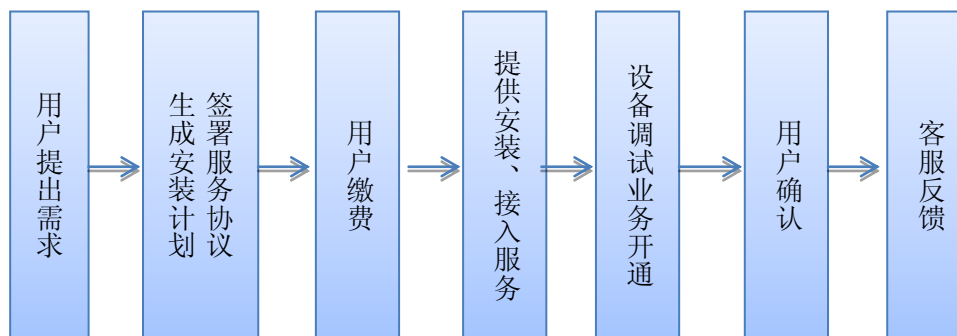 用户提出需求
签署服务协议
生成安装计划
用户缴费
提供安装、接入服务
设备调试业务开通
用户确认
客服反馈